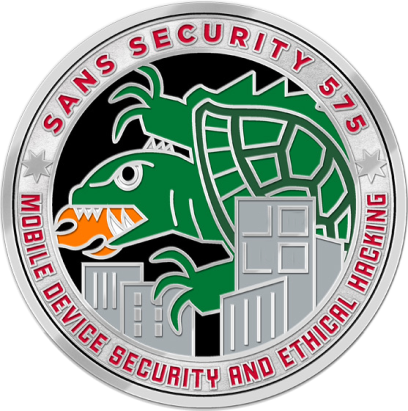 SANS SECURITY 575
MOBILE DEVICE SECURITY AND ETHICAL HACKING